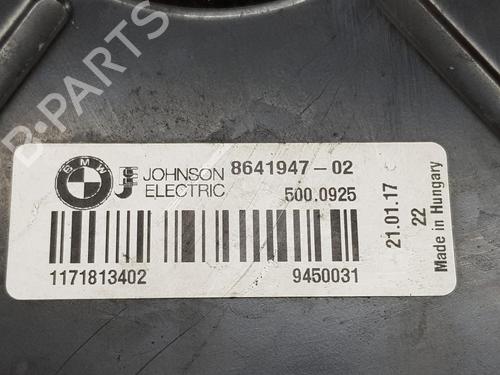 B-PARTS
BMW
JOHNSON ELECTRIC
8641947-02
500.0925
1171813402
9450031
21.01.17
22
Made in Hungary